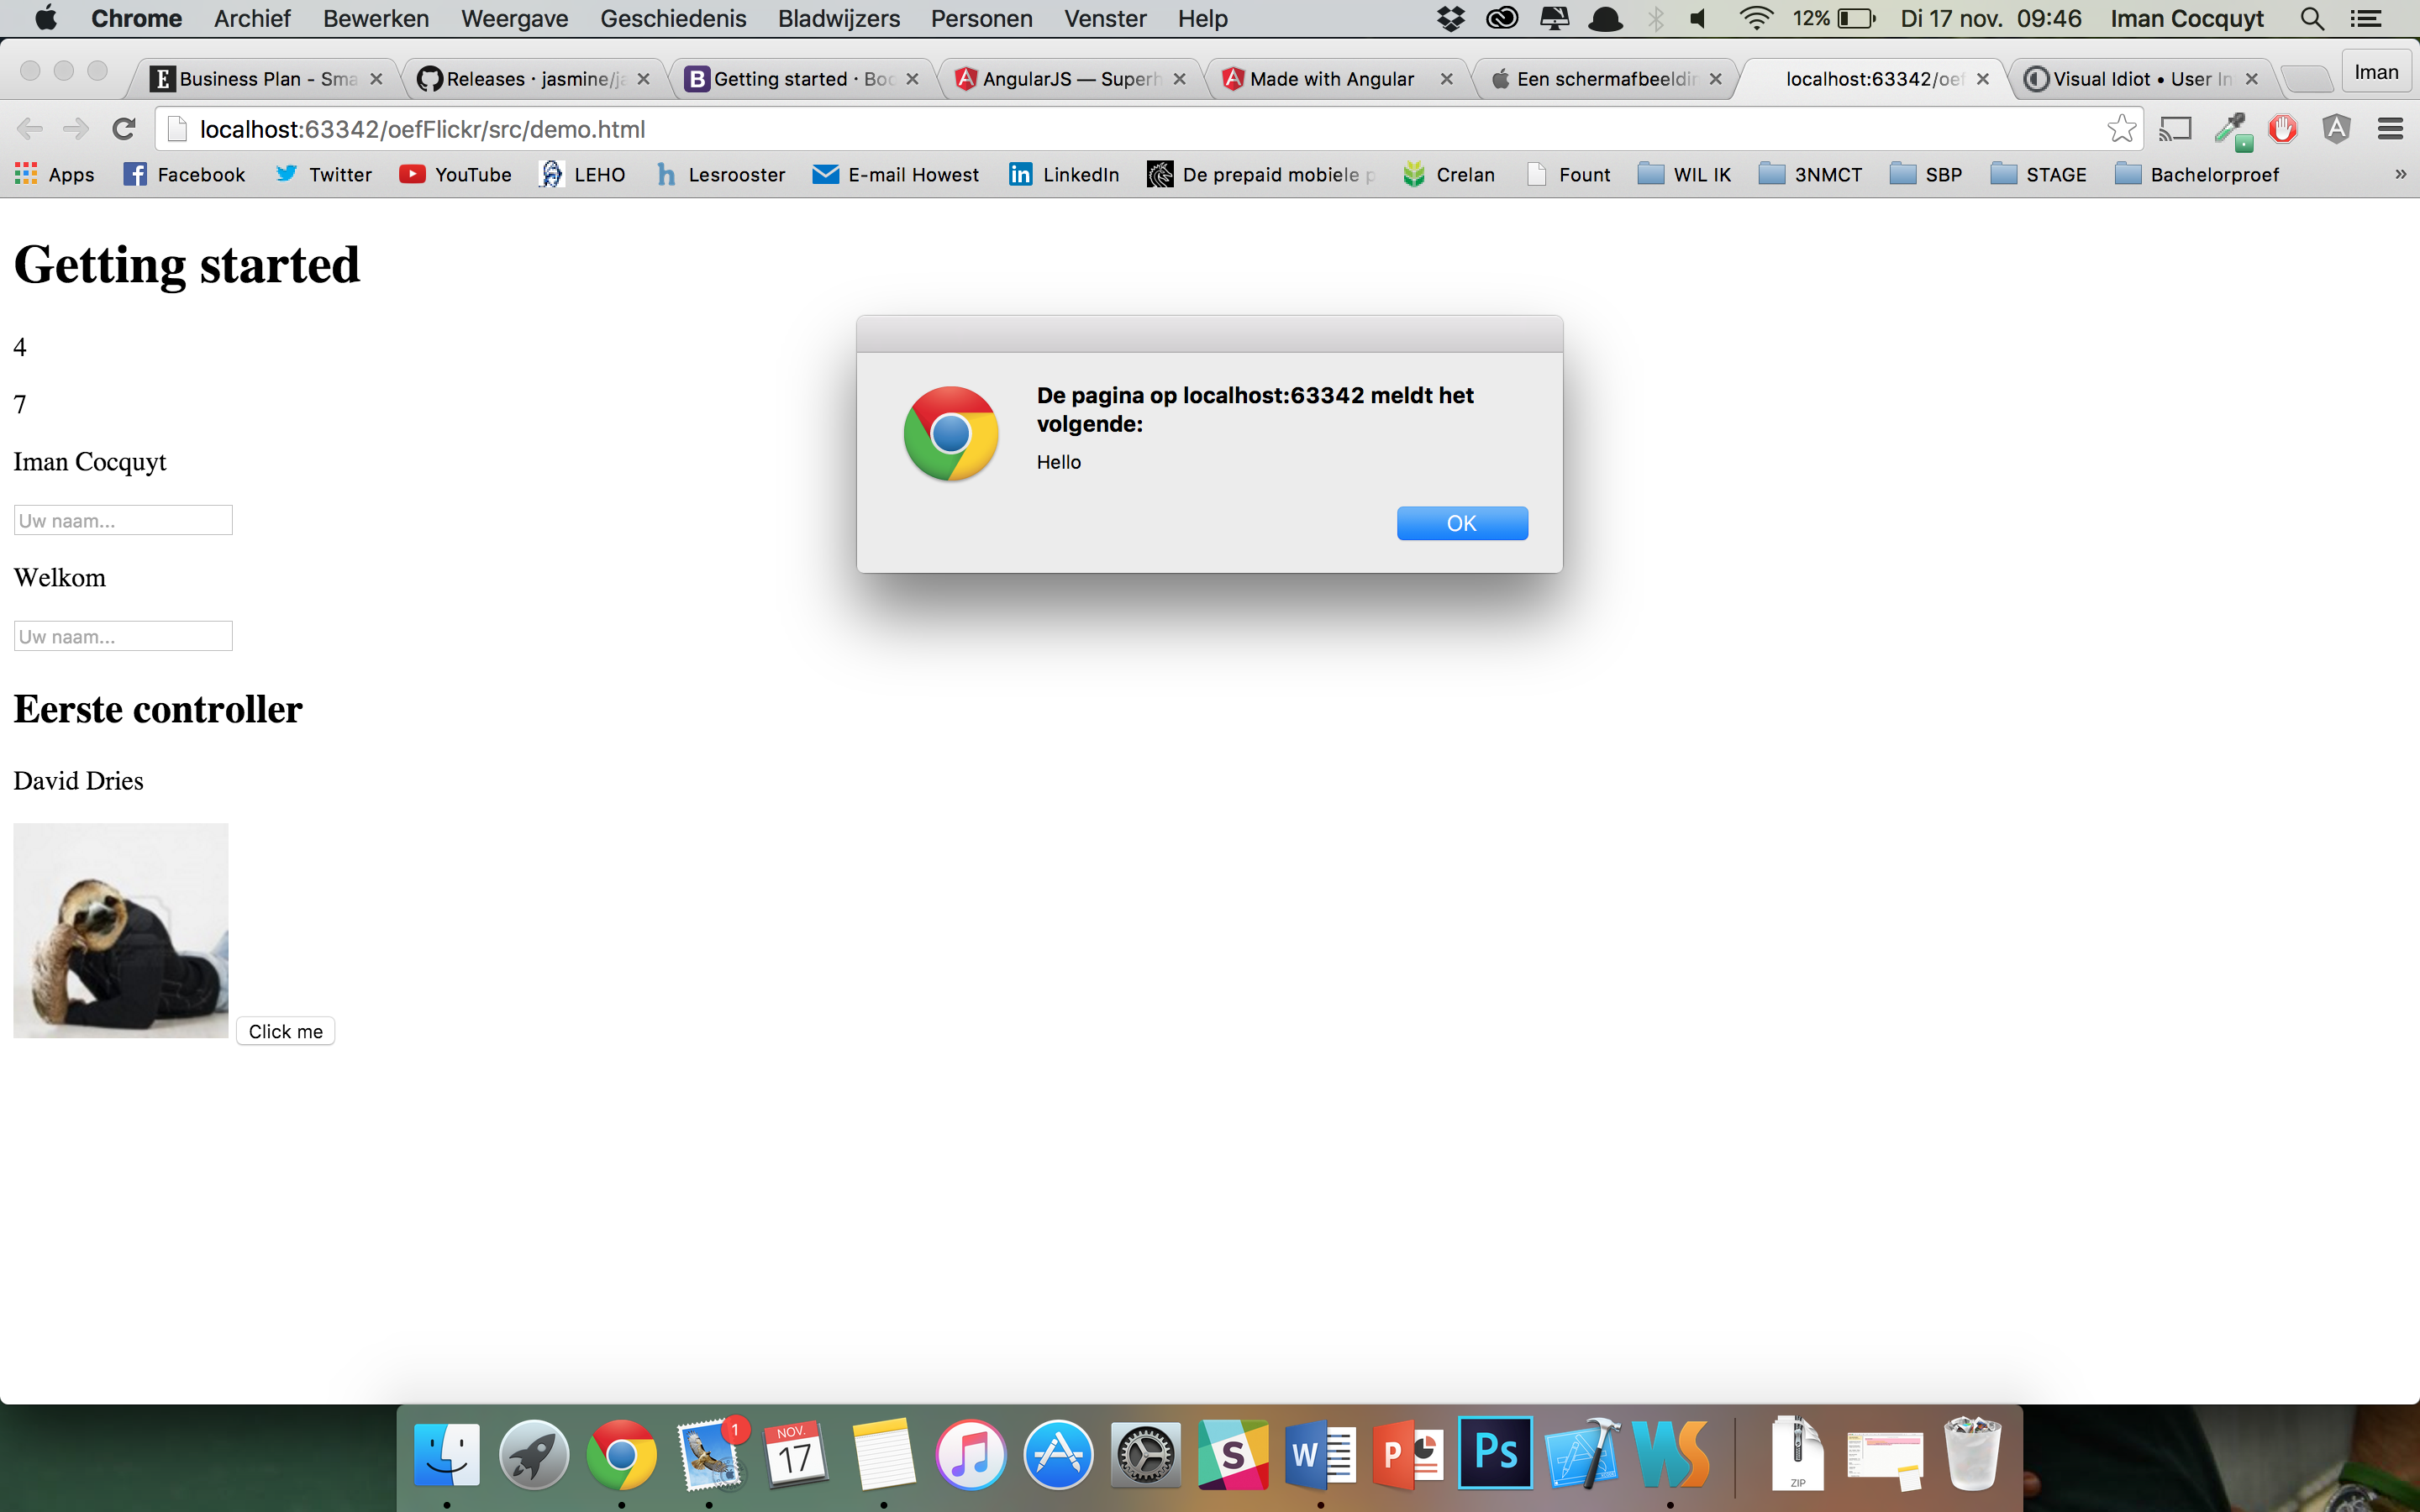 Chrome Archief Bewerken Weergave Geschiedenis Bladwijzers Personen Venster Help 12% Di 17 nov. 09:46 Iman Cocquyt
Business Plan - Sma Releases · jasmine/ja Getting started · Boo AngularJS — Superh Made with Angular Een schermafbeeldin localhost:63342/oef Visual Idiot • User In Iman
localhost:63342/oefFlickr/src/demo.html
Apps Facebook Twitter YouTube LEHO Lesrooster E-mail Howest LinkedIn De prepaid mobiele p Crelan Fount WIL IK 3NMCT SBP STAGE Bachelorproef »
Getting started
4
7
Iman Cocquyt
Uw naam...
Welkom
Uw naam...
Eerste controller
David Dries
Click me
De pagina op localhost:63342 meldt het
volgende:
Hello
OK
1
NOV.
17
S
W
P
Ps
WS
ZIP